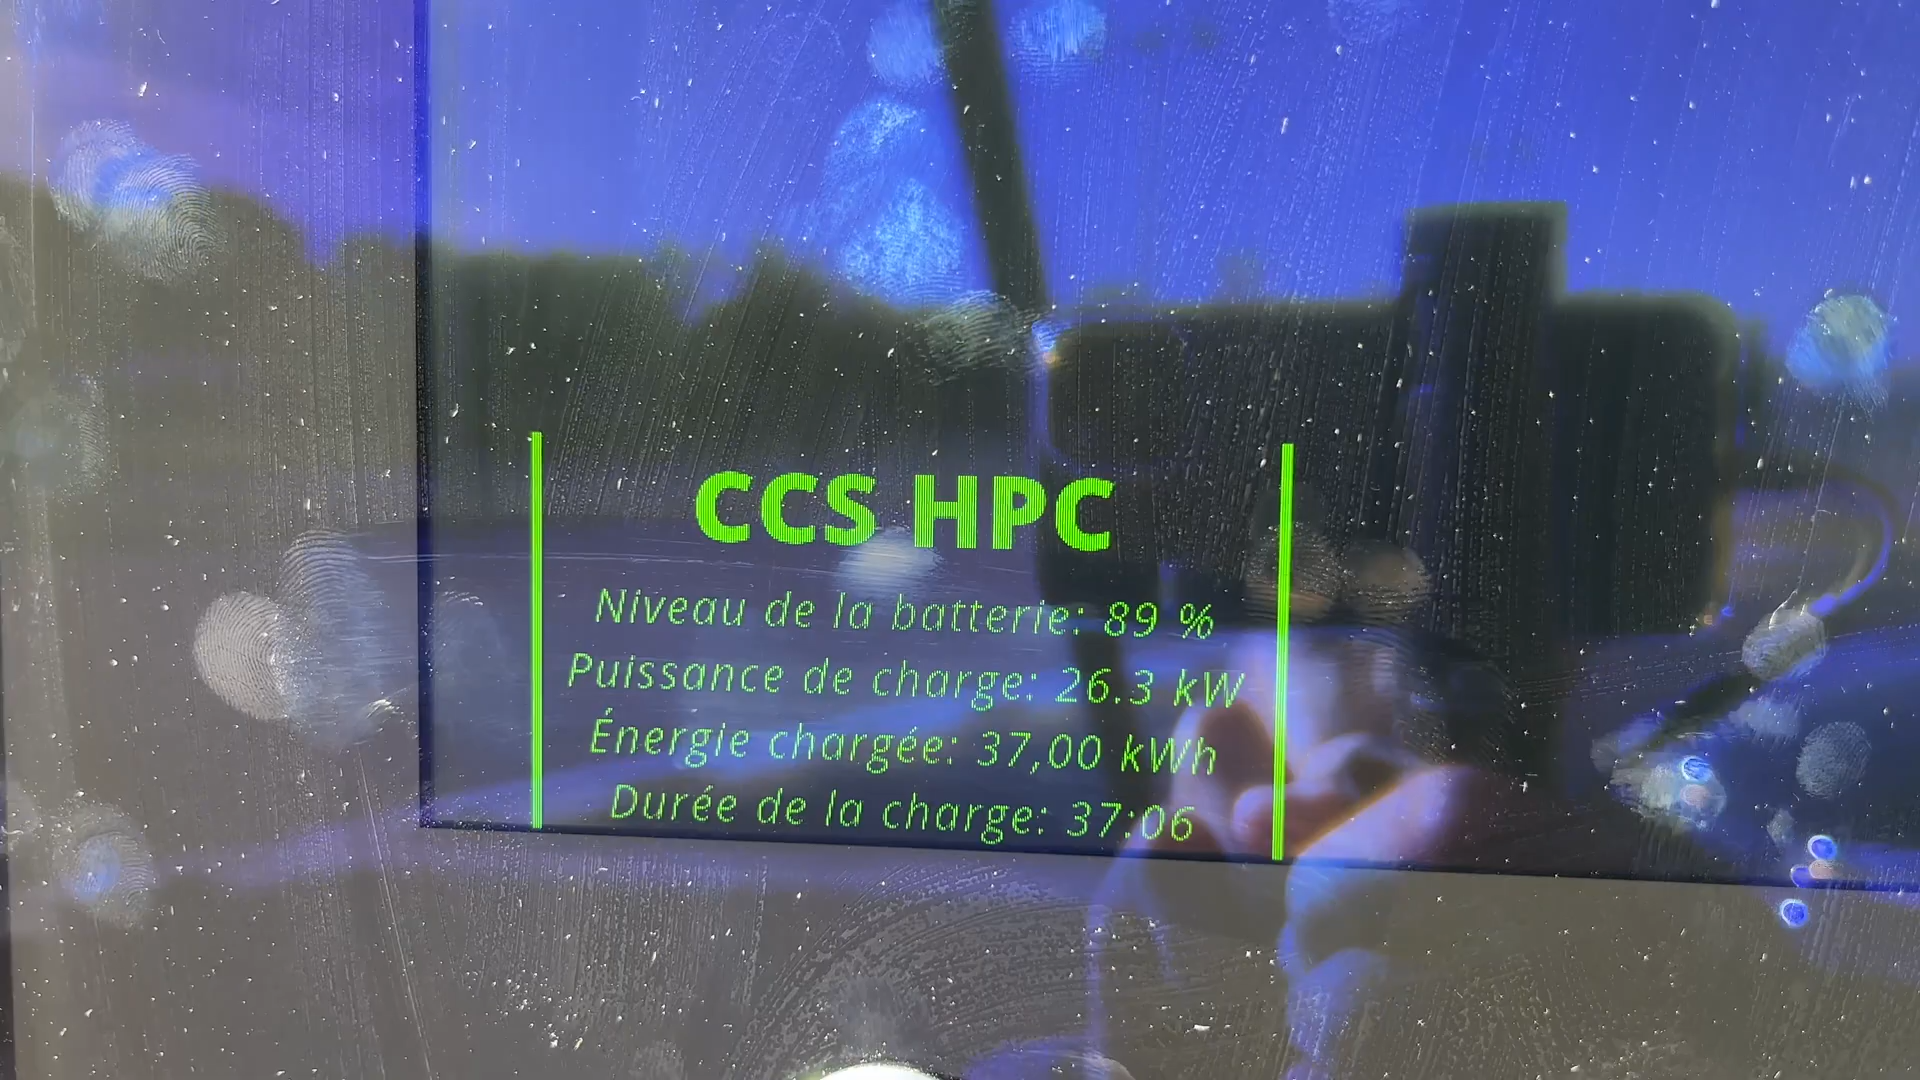 CCS HPC
Niveau de la batterie: 89 %
Puissance de charge: 26.3 kW
Énergie chargée: 37,00 kWh
Durée de la charge: 37:06